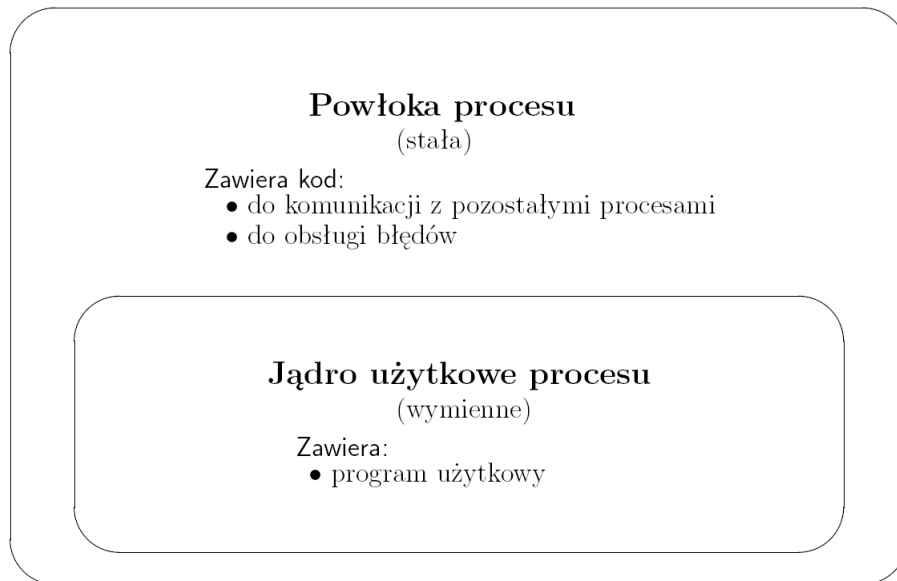 Powłoka procesu
(stała)
Zawiera kod:
• do komunikacji z pozostałymi procesami
• do obsługi błędów
Jądro użytkowe procesu
(wymienne)
Zawiera:
• program użytkowy